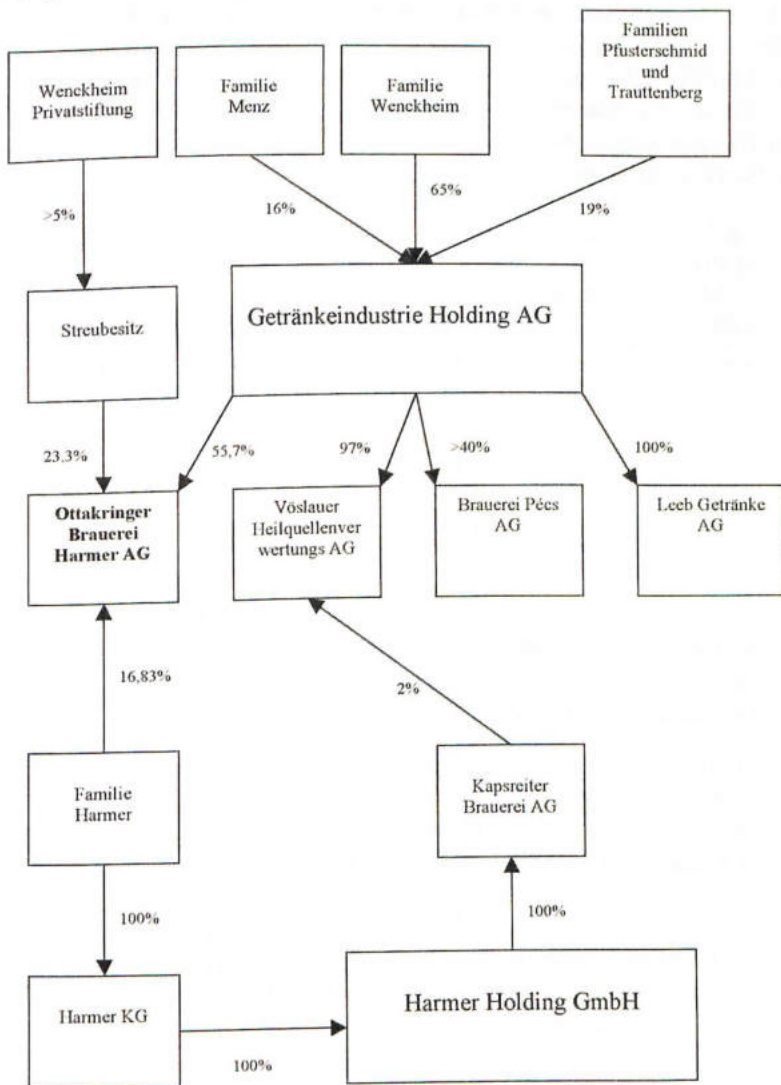 Wenckheim
Privatstiftung
Familie
Menz
Familie
Wenckheim
Familien
Pfusterschmid
und
Trauttenberg
>5%
16%
65%
19%
Streubesitz
Getränkeindustrie Holding AG
23.3%
55,7%
97%
>40%
100%
Ottakringer
Brauerei
Harmer AG
Vöslauer
Heilquellenver
wertungs AG
Brauerei Pécs
AG
Leeb Getränke
AG
16,83%
2%
Familie
Harmer
Kapsreiter
Brauerei AG
100%
100%
Harmer KG
Harmer Holding GmbH
100%